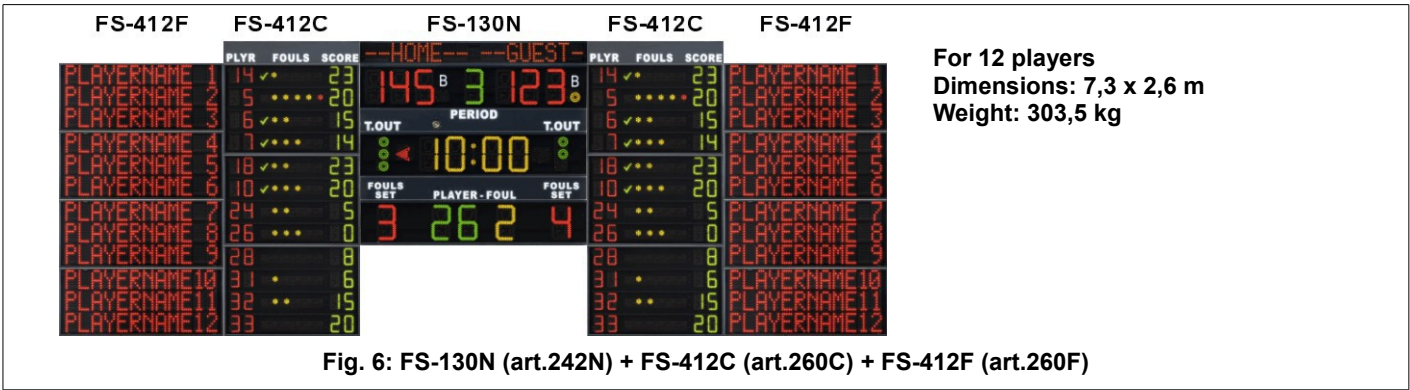 FS-412F FS-412C FS-130N FS-412C FS-412F
For 12 players
Dimensions: 7,3 x 2,6 m
Weight: 303,5 kg
PLYR FOULS SCORE --HOME-- --GUEST- PLYR FOULS SCORE
PLAYERNAME 1 14 23 145 B 3 123 B 14 23 PLAYERNAME 1
PLAYERNAME 2 5 20 5 20 PLAYERNAME 2
PLAYERNAME 3 6 15 T.OUT PERIOD T.OUT 6 15 PLAYERNAME 3
PLAYERNAME 4 7 14 10:00 7 14 PLAYERNAME 4
PLAYERNAME 5 18 23 18 23 PLAYERNAME 5
PLAYERNAME 6 10 20 FOULS SET PLAYER-FOUL FOULS SET 10 20 PLAYERNAME 6
PLAYERNAME 7 24 5 3 26 2 4 24 5 PLAYERNAME 7
PLAYERNAME 8 26 0 26 0 PLAYERNAME 8
PLAYERNAME 9 28 8 28 8 PLAYERNAME 9
PLAYERNAME10 31 6 31 6 PLAYERNAME10
PLAYERNAME11 32 15 32 15 PLAYERNAME11
PLAYERNAME12 33 20 33 20 PLAYERNAME12
Fig. 6: FS-130N (art.242N) + FS-412C (art.260C) + FS-412F (art.260F)